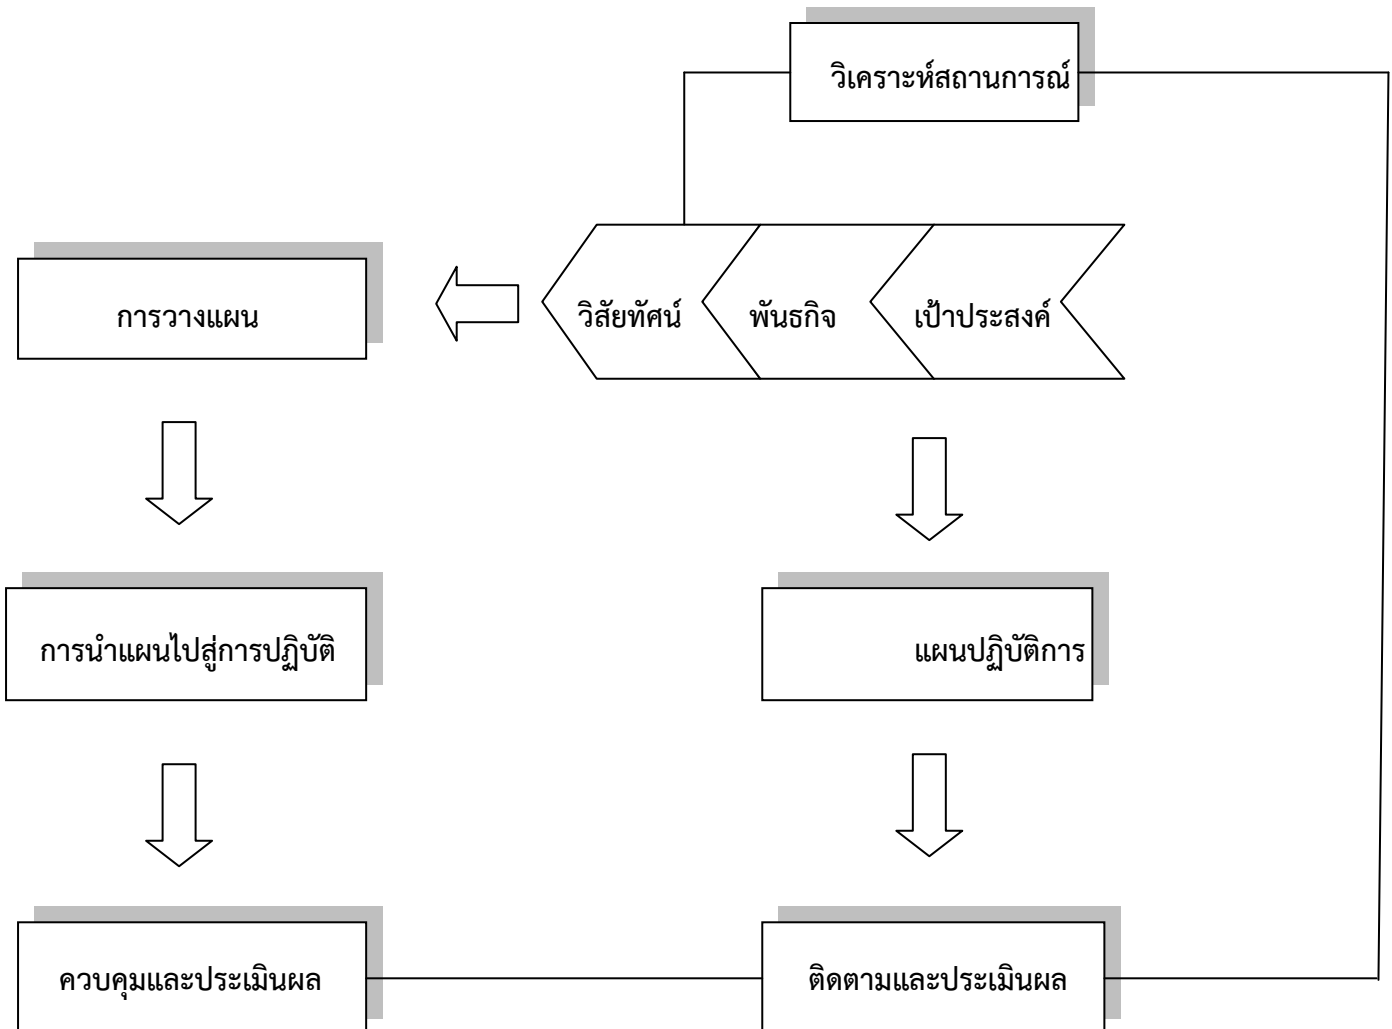 วิเคราะห์สถานการณ์
การวางแผน
วิสัยทัศน์
พันธกิจ
เป้าประสงค์
การนำแผนไปสู่การปฏิบัติ
แผนปฏิบัติการ
ควบคุมและประเมินผล
ติดตามและประเมินผล